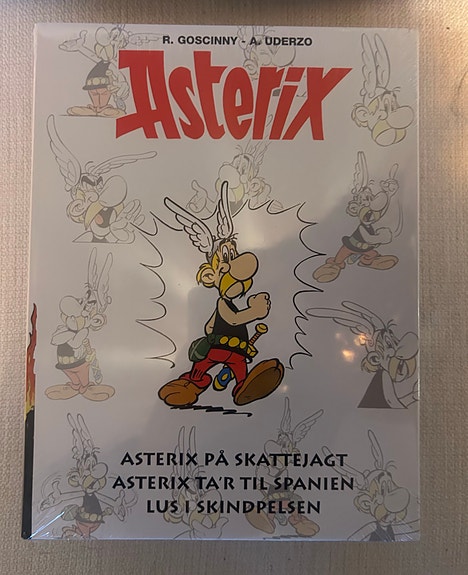 R. GOSCINNY - A. UDERZO
Asterix
ASTERIX PÅ SKATTEJAGT
ASTERIX TA'R TIL SPANIEN
LUS I SKINDPELSEN